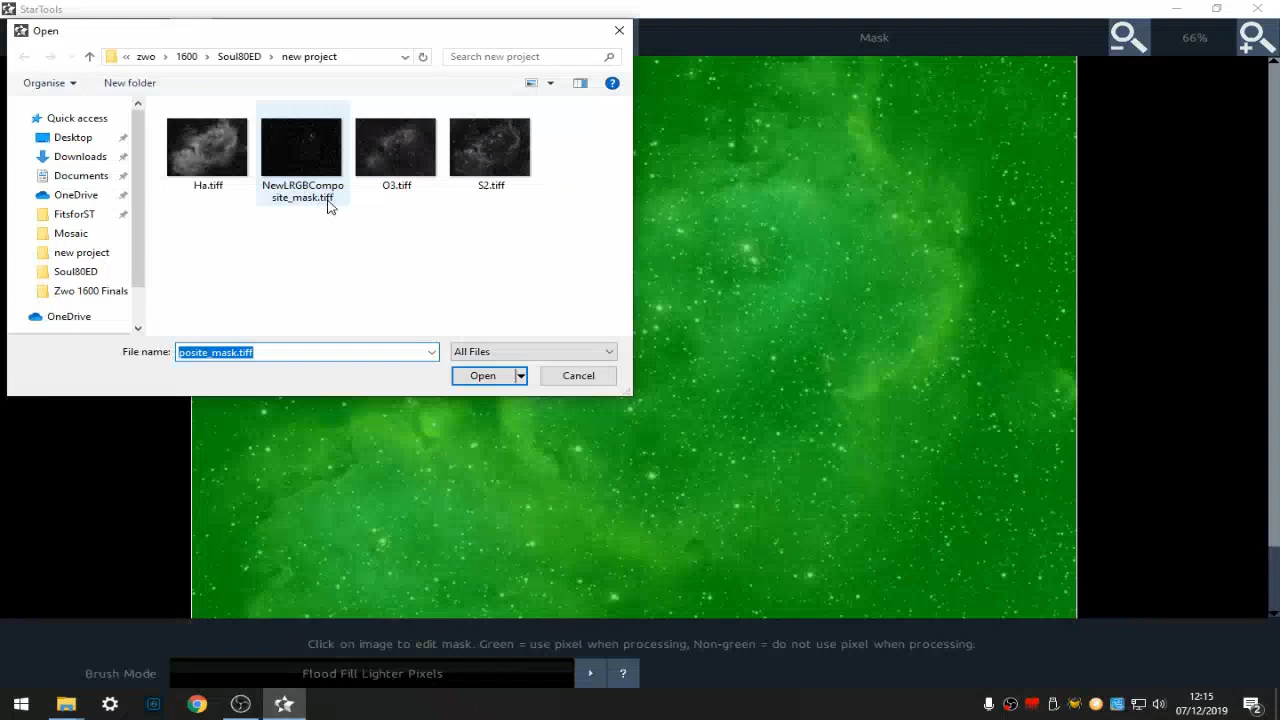 StarTools
Open
« zwo > 1600 > Soul80ED > new project
Search new project
Mask
66%
Organise
New folder
Quick access
Desktop
Downloads
Documents
OneDrive
FitsforST
Mosaic
new project
Soul80ED
Zwo 1600 Finals
OneDrive
Ha.tiff
NewLRGBCompo
site_mask.tiff
O3.tiff
S2.tiff
File name:
posite_mask.tiff
All Files
Open
Cancel
Click on image to edit mask. Green = use pixel when processing, Non-green = do not use pixel when processing.
Brush Mode
Flood Fill Lighter Pixels
?
12:15
07/12/2019
2